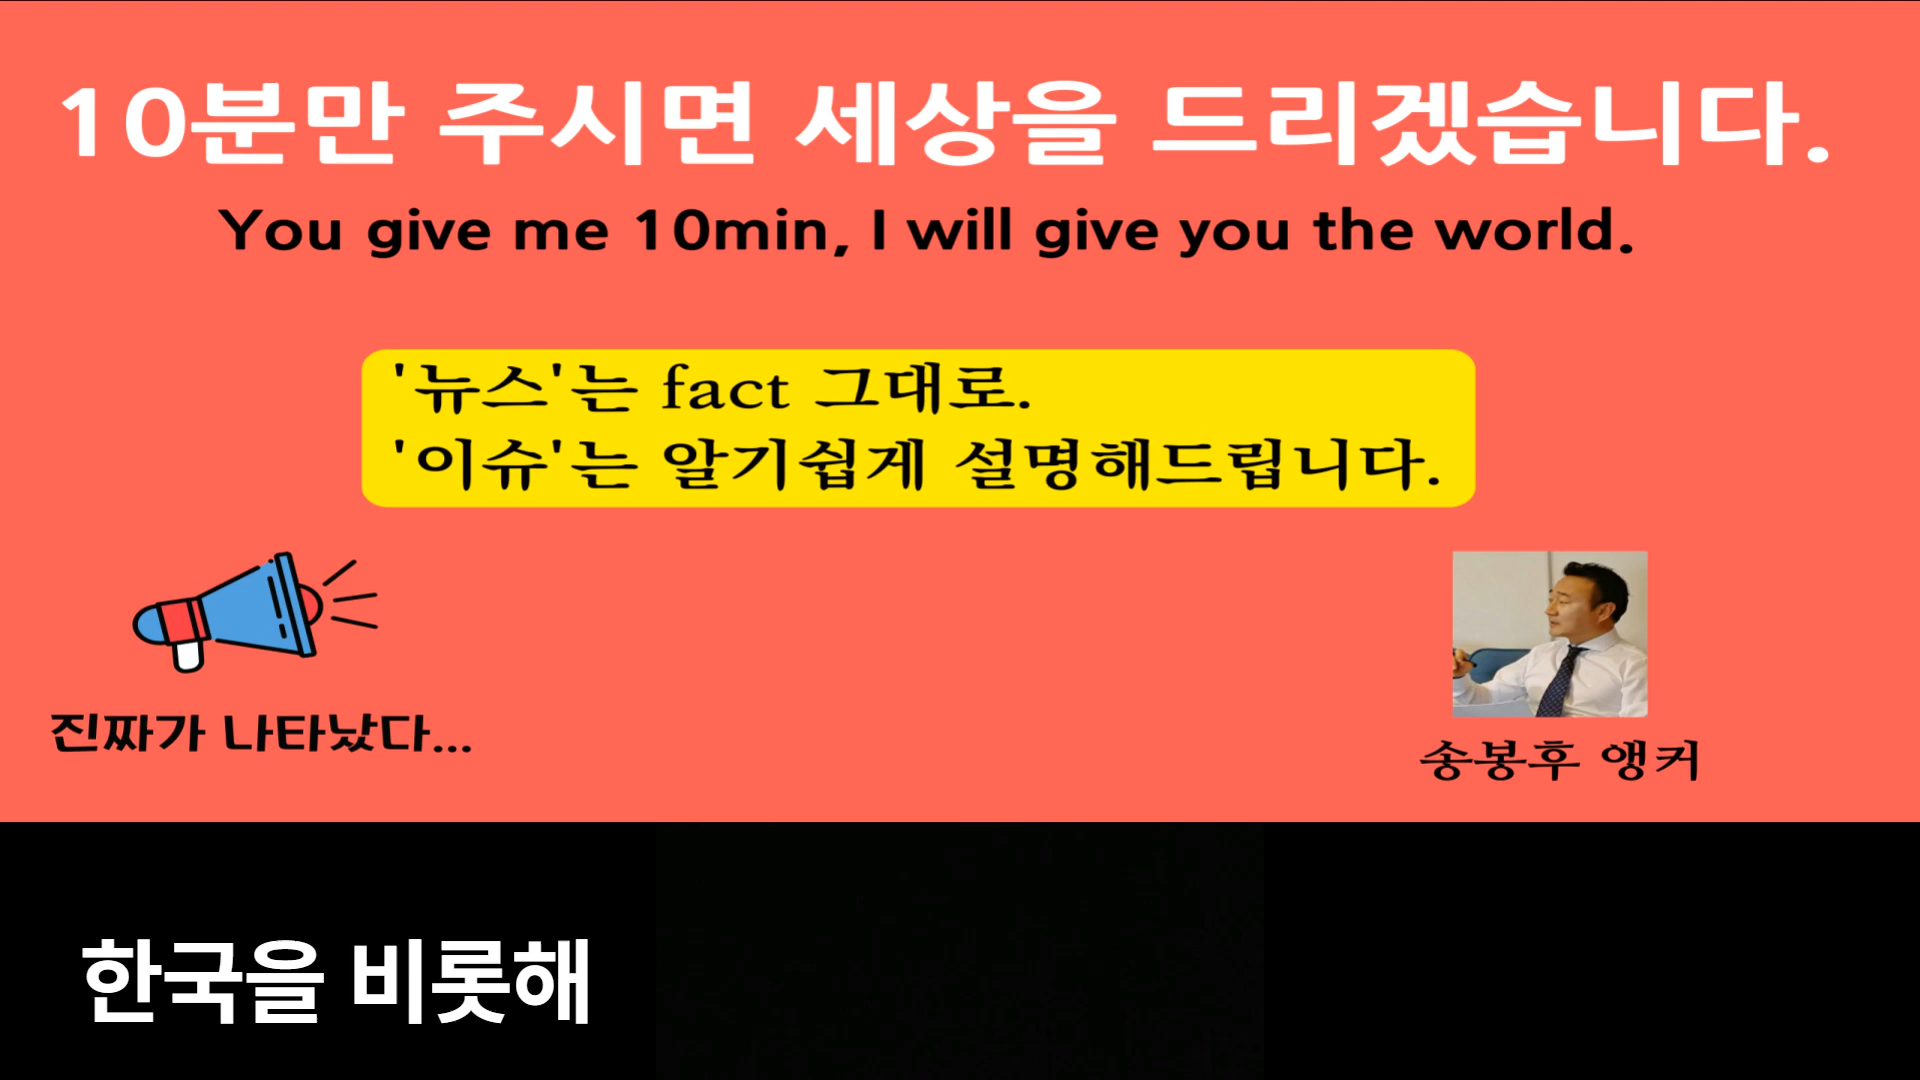 10분만 주시면 세상을 드리겠습니다.
You give me 10min, I will give you the world.
'뉴스'는 fact 그대로.
'이슈'는 알기쉽게 설명해드립니다.
진짜가 나타났다...
송봉후 앵커
한국을 비롯해